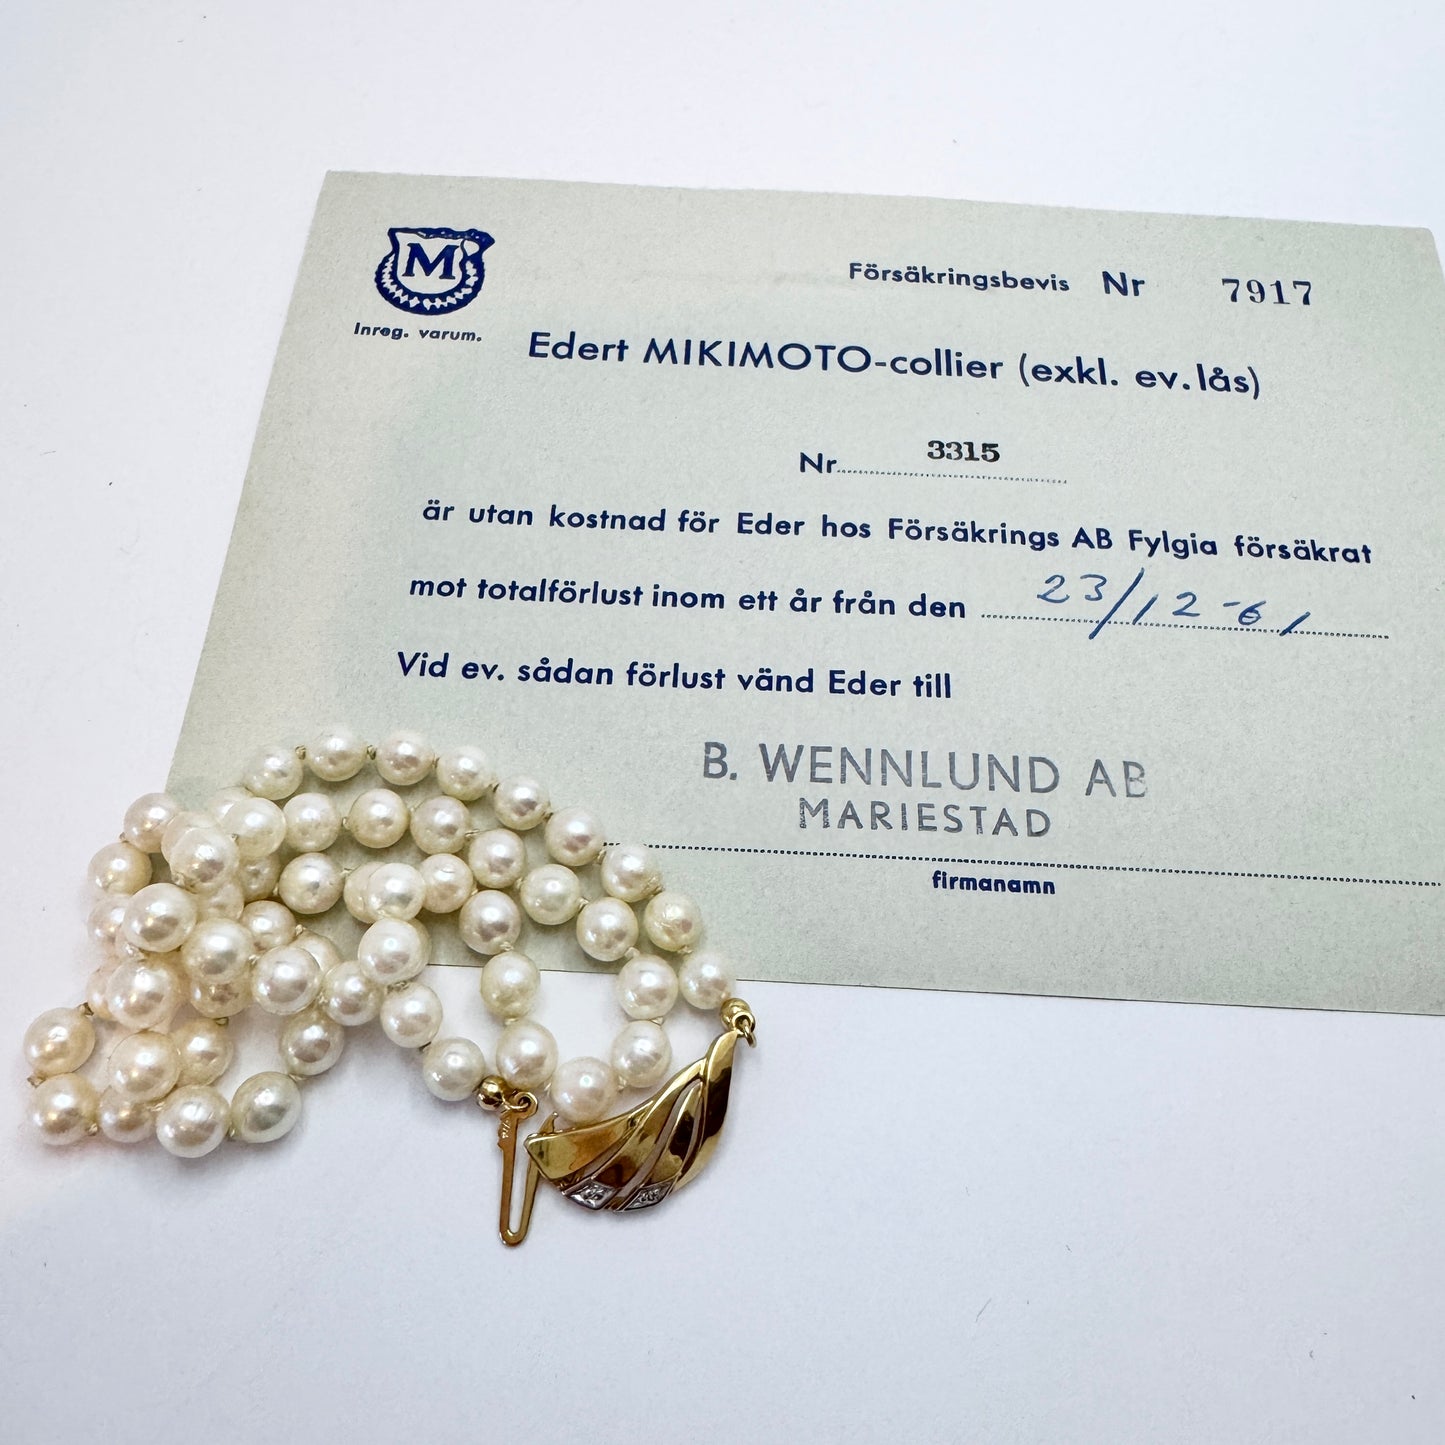 M
Inreg. varum.
Försäkringsbevis Nr 7917
Edert MIKIMOTO-collier (exkl. ev. lås)
Nr 3315
är utan kostnad för Eder hos Försäkrings AB Fylgia försäkrat
mot totalförlust inom ett år från den 23/12-61
Vid ev. sådan förlust vänd Eder till
B. WENNLUND AB
MARIESTAD
firmanamn